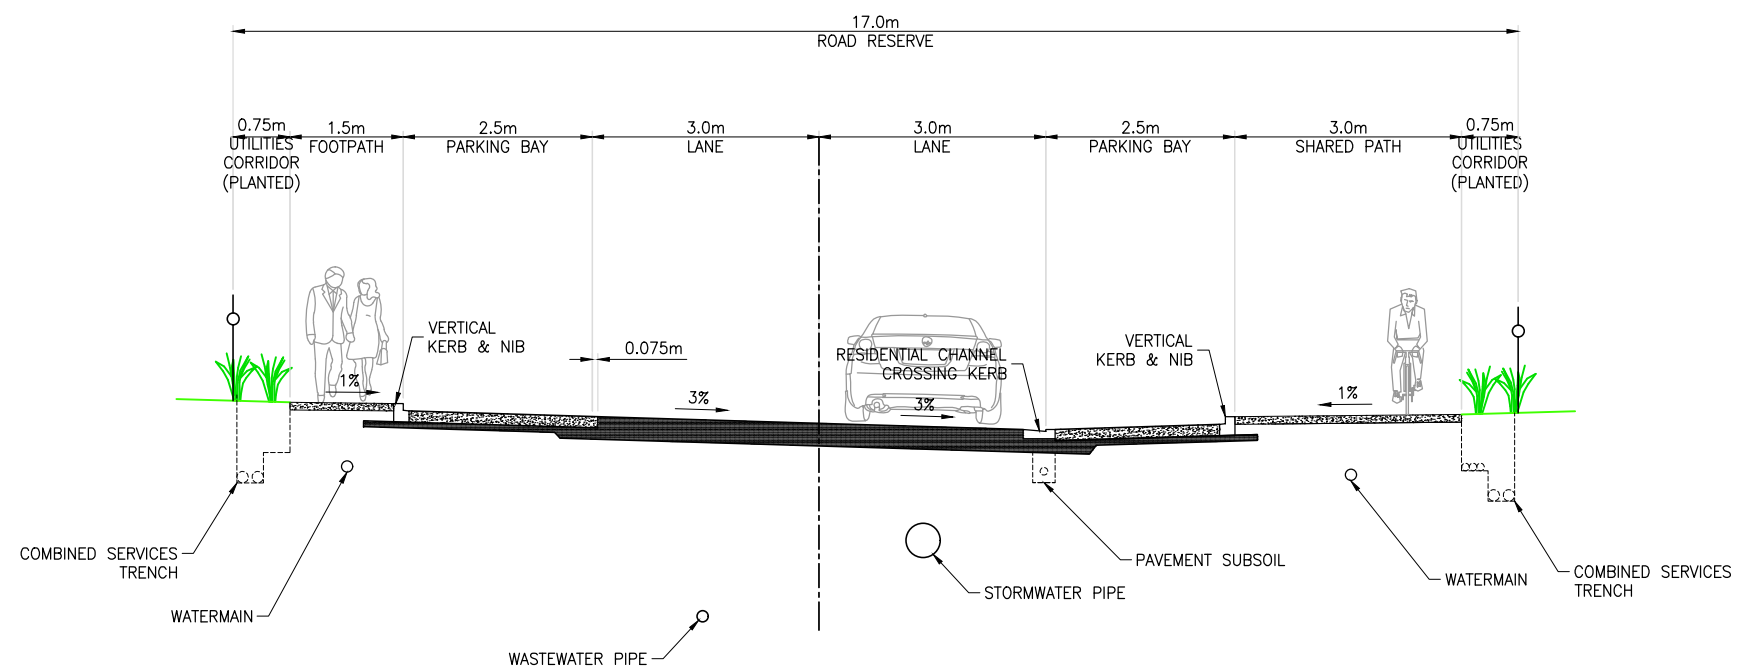 17.0m
ROAD RESERVE
0.75m
UTILITIES
CORRIDOR
(PLANTED)
1.5m
FOOTPATH
2.5m
PARKING BAY
3.0m
LANE
3.0m
LANE
2.5m
PARKING BAY
3.0m
SHARED PATH
0.75m
UTILITIES
CORRIDOR
(PLANTED)
VERTICAL
KERB & NIB
0.075m
RESIDENTIAL CHANNEL
CROSSING KERB
VERTICAL
KERB & NIB
1%
3%
3%
1%
COMBINED SERVICES
TRENCH
WATERMAIN
WASTEWATER PIPE
STORMWATER PIPE
PAVEMENT SUBSOIL
WATERMAIN
COMBINED SERVICES
TRENCH